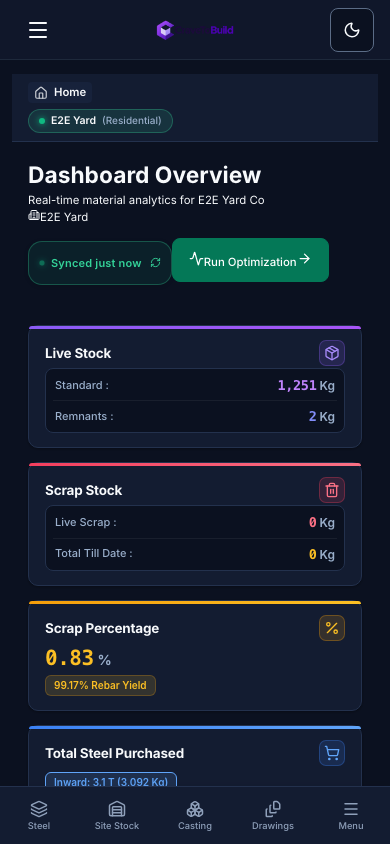 Build
Home
E2E Yard (Residential)
Dashboard Overview
Real-time material analytics for E2E Yard Co
E2E Yard
Synced just now
Run Optimization
Live Stock
Standard : 1,251 Kg
Remnants : 2 Kg
Scrap Stock
Live Scrap : 0 Kg
Total Till Date : 0 Kg
Scrap Percentage
0.83 %
99.17% Rebar Yield
Total Steel Purchased
Inward: 3.1 T (3,092 Kg)
Steel Site Stock Casting Drawings Menu